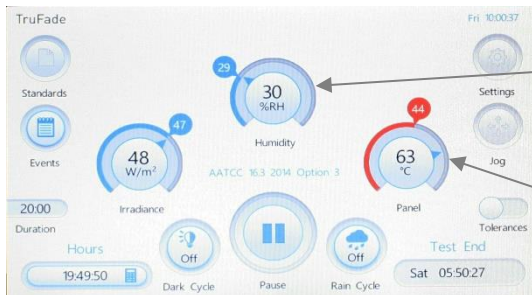 TruFade
Fri 10:00:37
Standards
Settings
29
30
%RH
Humidity
47
48
W/m²
Irradiance
44
63
°C
Panel
Events
Jog
AATCC 16.3 2014 Option 3
20:00
Duration
Tolerances
Hours
19:49:50
Off
Dark Cycle
Pause
Off
Rain Cycle
Test End
Sat 05:50:27